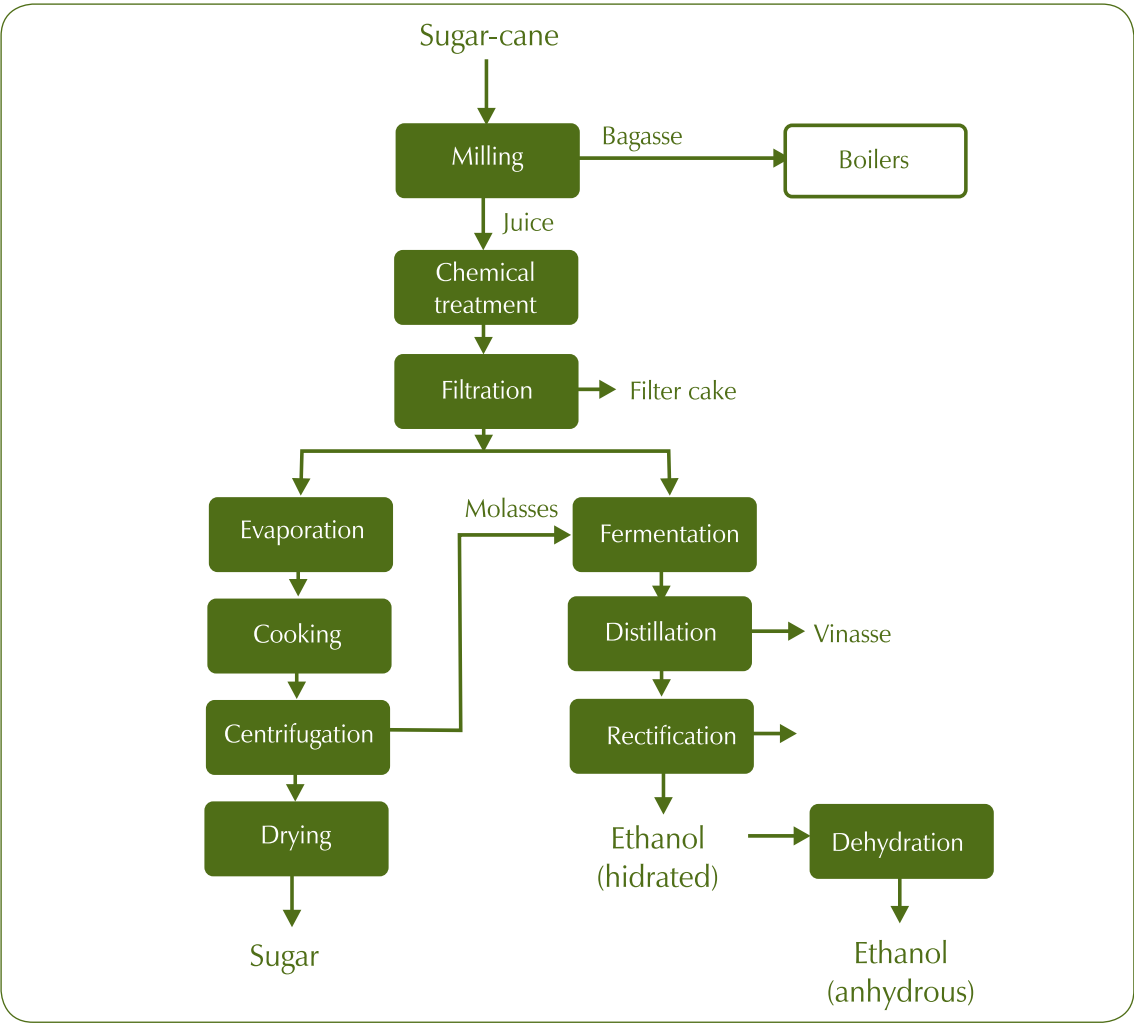 Sugar-cane
Milling
Bagasse
Boilers
Juice
Chemical
treatment
Filtration
Filter cake
Evaporation
Molasses
Fermentation
Cooking
Distillation
Vinasse
Centrifugation
Rectification
Drying
Ethanol
(hidrated)
Dehydration
Sugar
Ethanol
(anhydrous)